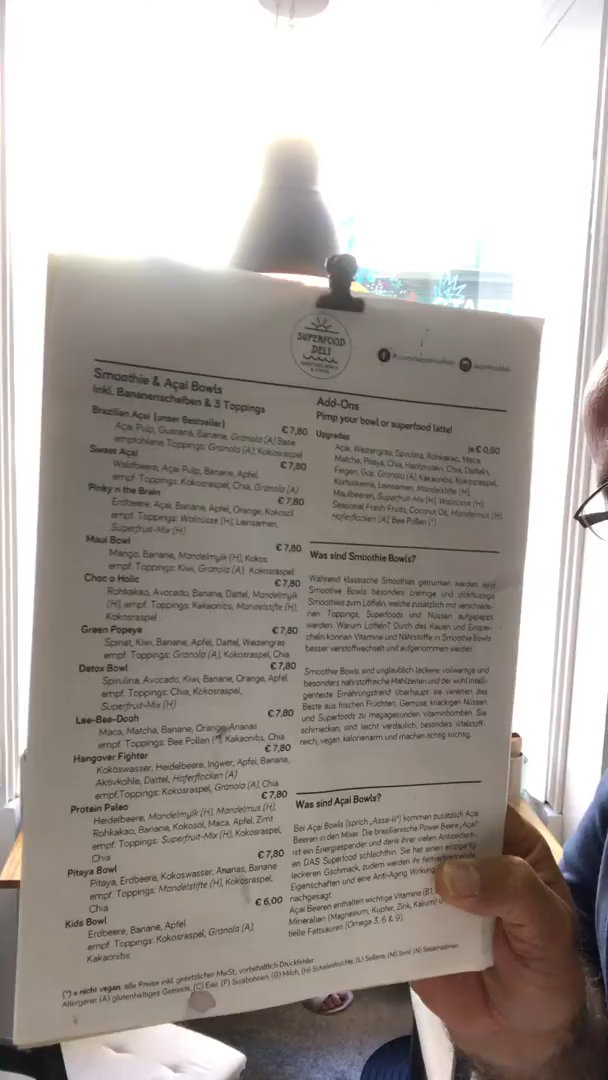 SUPERFOOD
DELI
Smoothie & Açaí Bowls
Inkl. Bananenscheiben & 3 Toppings
Brazilian Açaí (unser Bestseller) € 7,80
Açaí Pulp, Guaraná, Banane, Granola (A) Base
empfohlene Toppings: Granola (A), Kokosraspel
Sweet Açaí € 7,80
Waldbeere, Açaí Pulp, Banane, Apfel,
empf. Toppings: Kokosraspel, Chia, Granola (A)
Pinky n the Brain € 7,80
Erdbeere, Açaí, Banane, Apfel, Orange, Kokosöl
empf. Toppings: Walnüsse (H), Leinsamen,
Superfruit-Mix (H)
Maui Bowl € 7,80
Mango, Banane, Mandelmylk (H), Kokos
empf. Toppings: Kiwi, Granola (A), Kokosraspel
Choc o Holic € 7,80
Rohkakao, Avocado, Banane, Dattel, Mandelmylk
(H), empf. Toppings: Kakaonibs, Mandelstifte (H),
Kokosraspel
Green Popeye € 7,80
Spinat, Kiwi, Banane, Apfel, Dattel, Weizengras
empf. Toppings: Granola (A), Kokosraspel, Chia
Detox Bowl € 7,80
Spirulina, Avocado, Kiwi, Banane, Orange, Apfel
empf. Toppings: Chia, Kokosraspel,
Superfruit-Mix (H)
Lee-Bee-Dooh € 7,80
Maca, Matcha, Banane, Orange, Ananas
empf. Toppings: Bee Pollen (*), Kakaonibs, Chia
Hangover Fighter € 7,80
Kokoswasser, Heidelbeere, Ingwer, Apfel, Banane,
Aktivkohle, Dattel, Haferflocken (A)
empf.Toppings: Kokosraspel, Granola (A), Chia
Protein Paleo € 7,80
Heidelbeere, Mandelmylk (H), Mandelmus (H),
Rohkakao, Banane, Kokosöl, Maca, Apfel, Zimt
empf. Toppings: Superfruit-Mix (H), Kokosraspel,
Chia
Pitaya Bowl € 7,80
Pitaya, Erdbeere, Kokoswasser, Ananas, Banane
empf. Toppings: Mandelstifte (H), Kokosraspel,
Chia
Kids Bowl € 6,00
Erdbeere, Banane, Apfel
empf. Toppings: Kokosraspel, Granola (A),
Kakaonibs
Add-Ons
Pimp your bowl or superfood latte!
Upgrades je € 0,80
Açaí, Weizengras, Spirulina, Rohkakao, Maca,
Matcha, Pitaya, Chia, Hanfprotein, Chia, Datteln,
Feigen, Goji, Granola (A), Kakaonibs, Kokosraspel,
Kürbiskerne, Leinsamen, Mandelstifte (H),
Maulbeeren, Superfruit-Mix (H), Walnüsse (H),
Seasonal Fresh Fruits, Coconut Oil, Mandelmus (H),
Haferflocken (A), Bee Pollen (*)
Was sind Smoothie Bowls?
Während klassische Smoothies getrunken werden, sind
Smoothie Bowls besonders cremige und dickflüssige
Smoothies zum Löffeln, welche zusätzlich mit verschiede-
nen Toppings, Superfoods und Nüssen aufgepeppt
werden. Warum Löffeln? Durch das Kauen und Einspei-
cheln können Vitamine und Nährstoffe in Smoothie Bowls
besser verstoffwechselt und aufgenommen werden.
Smoothie Bowls sind unglaublich leckere, vollwertige und
besonders nährstoffreiche Mahlzeiten und der wohl intelli-
genteste Ernährungstrend überhaupt: sie vereinen das
Beste aus frischen Früchten, Gemüse, knackigen Nüssen
und Superfoods zu megagesunden Vitaminbomben. Sie
schmecken, sind leicht verdaulich, besonders vitalstoff-
reich, vegan, kalorienarm und machen richtig süchtig.
Was sind Açaí Bowls?
Bei Açaí Bowls (sprich „Assa-ii“) kommen zusätzlich Açaí
Beeren in den Mixer. Die brasilianische Power Beere „Açaí“
ist ein Energiespender und dank ihrer vielen Antioxidanti-
en DAS Superfood schlechthin. Sie hat einen einzigartig
leckeren Gschmack, zudem werden ihr fettverbrennende
Eigenschaften und eine Anti-Aging Wirkung
nachgesagt.
Açaí Beeren enthalten wichtige Vitamine (B1,
Mineralien (Magnesium, Kupfer, Zink, Kalium) u
tielle Fettsäuren (Omega 3, 6 & 9).
(*) = nicht vegan, alle Preise inkl. gesetzlicher MwSt, vorbehaltlich Druckfehler
Allergene: (A) glutenhaltiges Getreide, (C) Eier, (F) Sojabohnen, (G) Milch, (H) Schalenfrüchte, (L) Sellerie, (M) Senf, (N) Sesamsamen